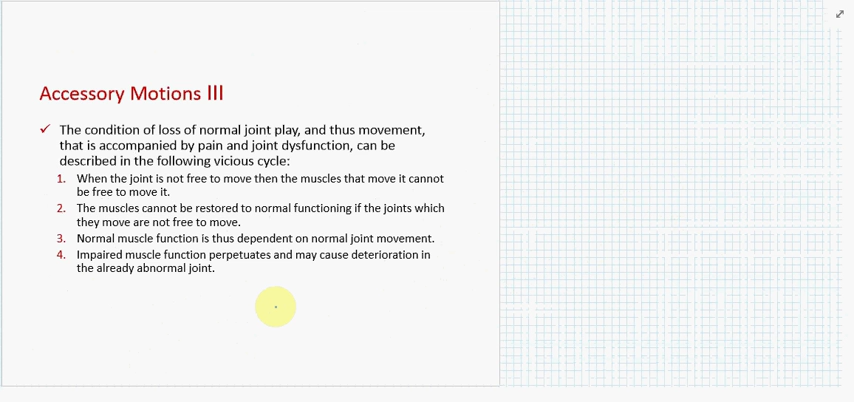 Accessory Motions III
✓ The condition of loss of normal joint play, and thus movement,
that is accompanied by pain and joint dysfunction, can be
described in the following vicious cycle:
1. When the joint is not free to move then the muscles that move it cannot
be free to move it.
2. The muscles cannot be restored to normal functioning if the joints which
they move are not free to move.
3. Normal muscle function is thus dependent on normal joint movement.
4. Impaired muscle function perpetuates and may cause deterioration in
the already abnormal joint.